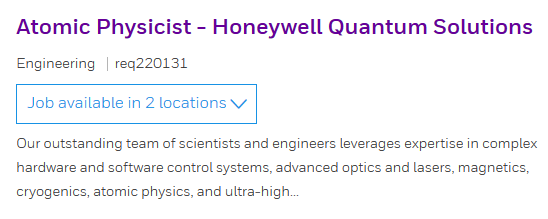 Atomic Physicist - Honeywell Quantum Solutions
Engineering | req220131
Job available in 2 locations
Our outstanding team of scientists and engineers leverages expertise in complex
hardware and software control systems, advanced optics and lasers, magnetics,
cryogenics, atomic physics, and ultra-high...